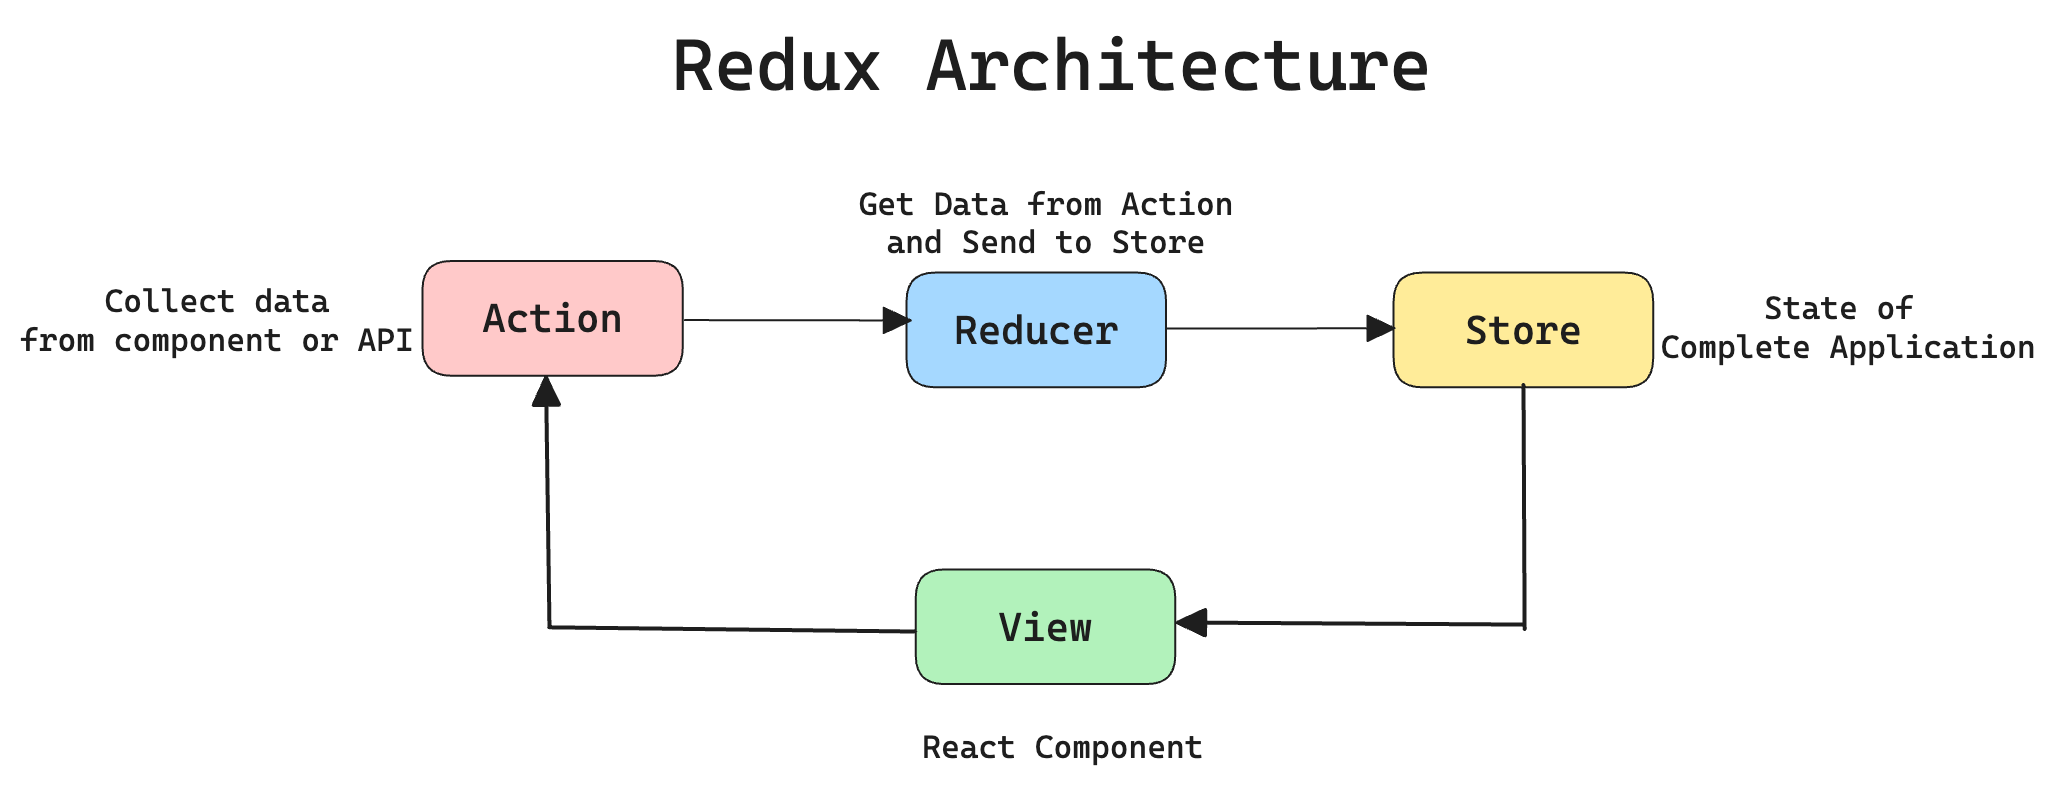 Redux Architecture
Get Data from Action
and Send to Store
Collect data
from component or API
Action
Reducer
Store
State of
Complete Application
View
React Component